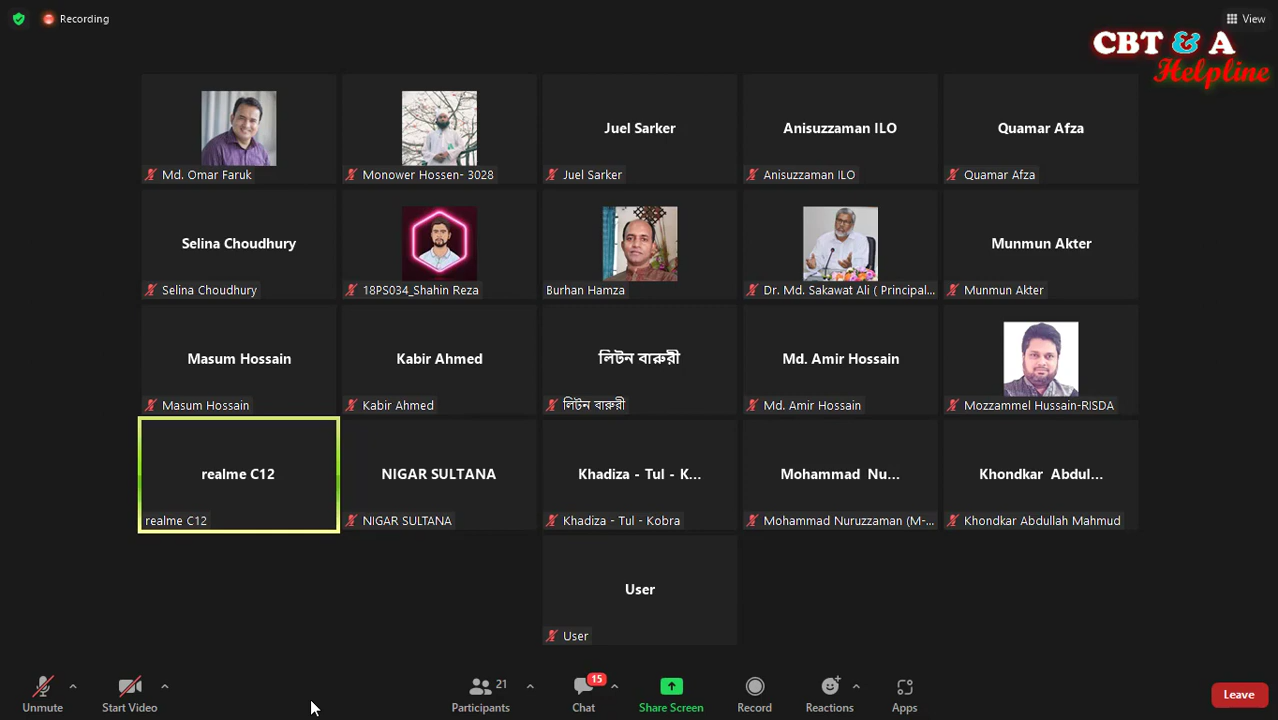 Recording
View
CBT & A
Helpline
Md. Omar Faruk
Monower Hossen- 3028
Juel Sarker
Juel Sarker
Anisuzzaman ILO
Anisuzzaman ILO
Quamar Afza
Quamar Afza
Selina Choudhury
Selina Choudhury
18PS034_Shahin Reza
Burhan Hamza
Dr. Md. Sakawat Ali ( Principal...
Munmun Akter
Munmun Akter
Masum Hossain
Masum Hossain
Kabir Ahmed
Kabir Ahmed
লিটন বারুরী
লিটন বারুরী
Md. Amir Hossain
Md. Amir Hossain
Mozzammel Hussain-RISDA
realme C12
realme C12
NIGAR SULTANA
NIGAR SULTANA
Khadiza - Tul - K...
Khadiza - Tul - Kobra
Mohammad Nu...
Mohammad Nuruzzaman (M-...
Khondkar Abdul...
Khondkar Abdullah Mahmud
User
User
Unmute
Start Video
21
Participants
15
Chat
Share Screen
Record
Reactions
Apps
Leave